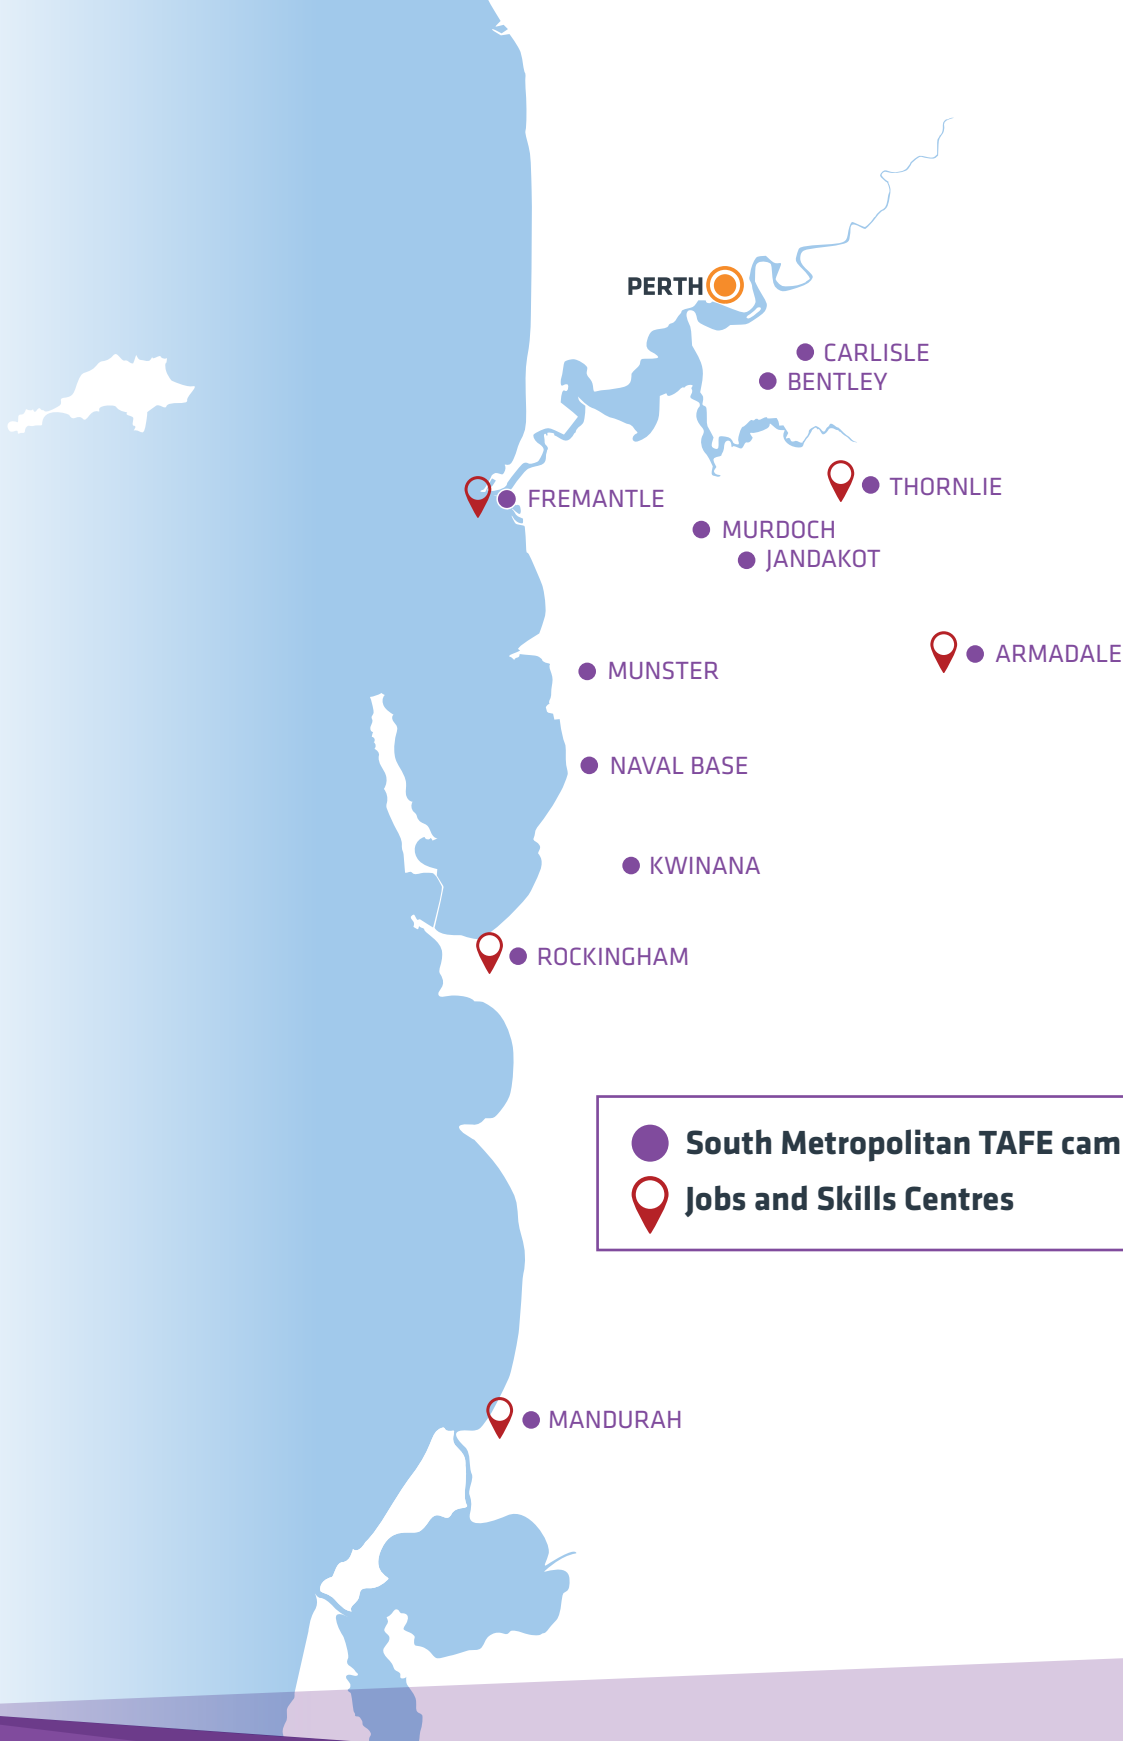 PERTH
CARLISLE
BENTLEY
THORNLIE
FREMANTLE
MURDOCH
JANDAKOT
ARMADALE
MUNSTER
NAVAL BASE
KWINANA
ROCKINGHAM
South Metropolitan TAFE cam
Jobs and Skills Centres
MANDURAH